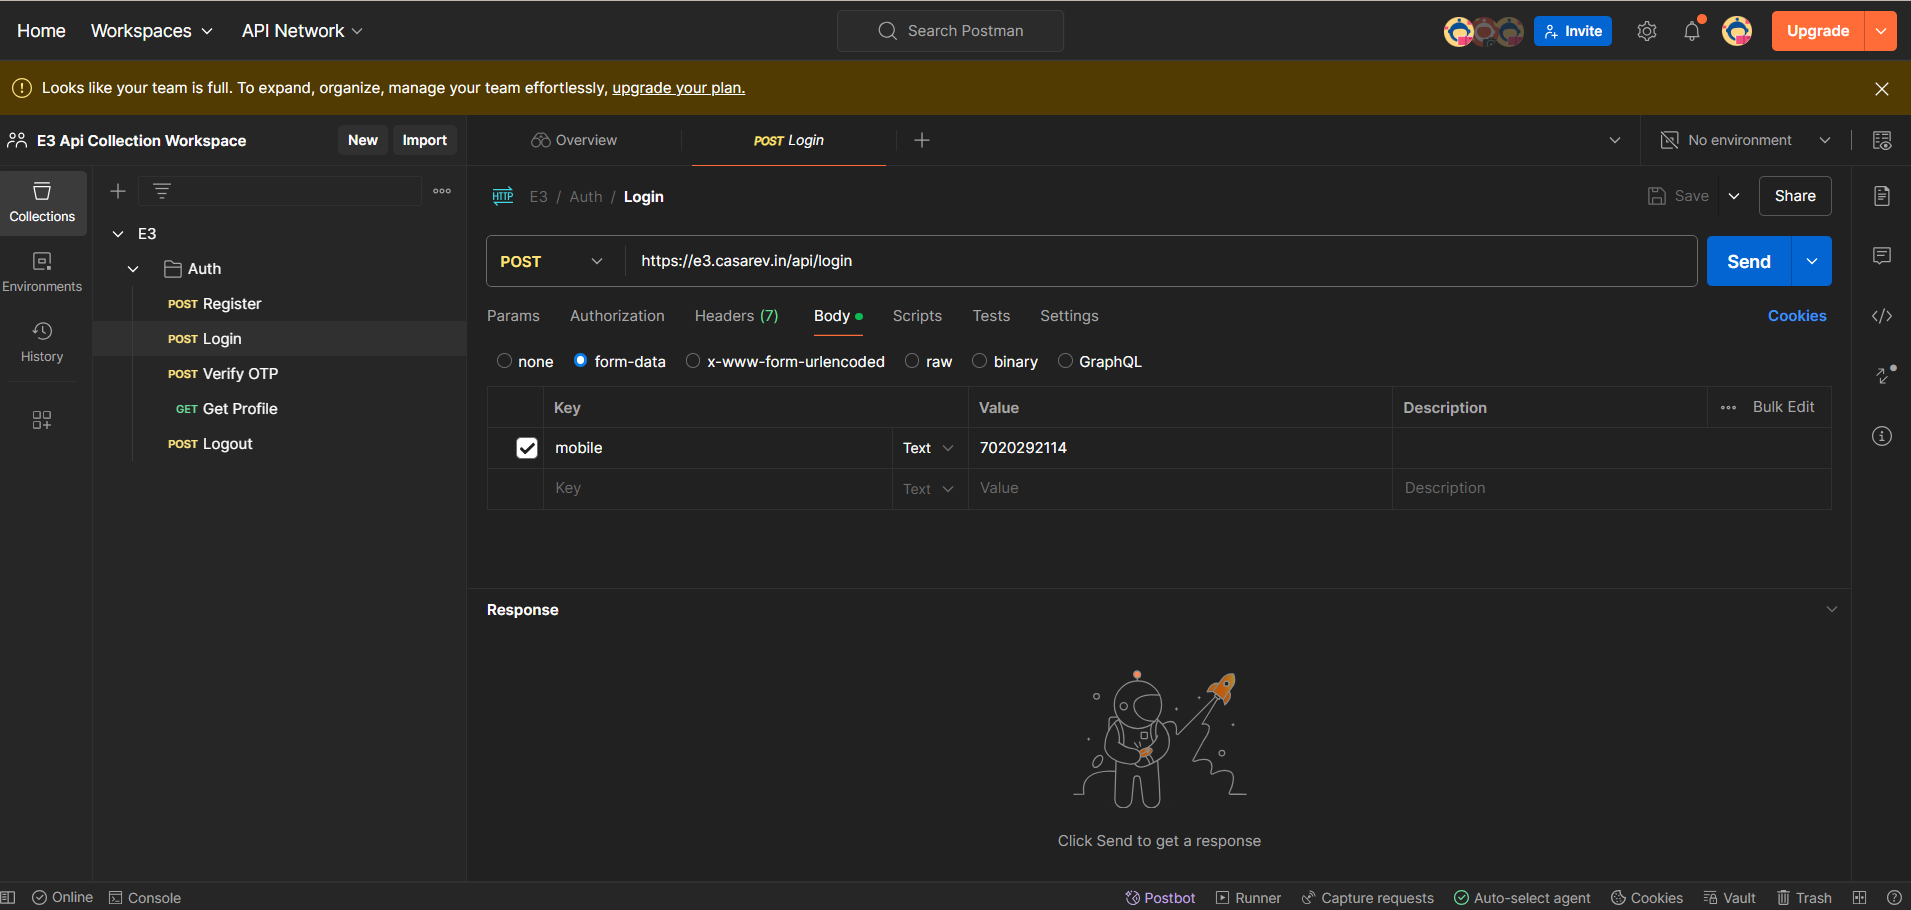 Home Workspaces API Network Search Postman Invite Upgrade
Looks like your team is full. To expand, organize, manage your team effortlessly, upgrade your plan.
E3 Api Collection Workspace New Import Overview POST Login No environment
Collections
HTTP E3 / Auth / Login Save Share
E3
POST https://e3.casarev.in/api/login Send
Auth
Environments
POST Register
Params Authorization Headers (7) Body Scripts Tests Settings Cookies
POST Login
History
none form-data x-www-form-urlencoded raw binary GraphQL
POST Verify OTP
GET Get Profile
Key Value Description Bulk Edit
POST Logout
mobile Text 7020292114
Key Text Value Description
Response
Click Send to get a response
Online Console Postbot Runner Capture requests Auto-select agent Cookies Vault Trash